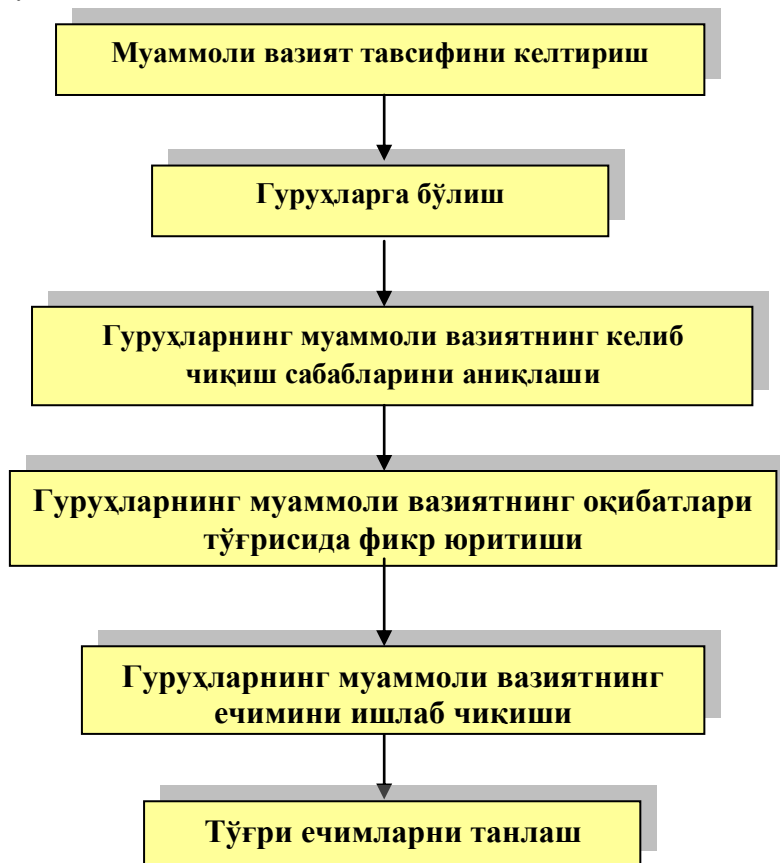 Муаммоли вазият тавсифини келтириш
Гуруҳларга бўлиш
Гуруҳларнинг муаммоли вазиятнинг келиб
чиқиш сабабларини аниқлаши
Гуруҳларнинг муаммоли вазиятнинг оқибатлари
тўғрисида фикр юритиши
Гуруҳларнинг муаммоли вазиятнинг
ечимини ишлаб чикиши
Тўғри ечимларни танлаш